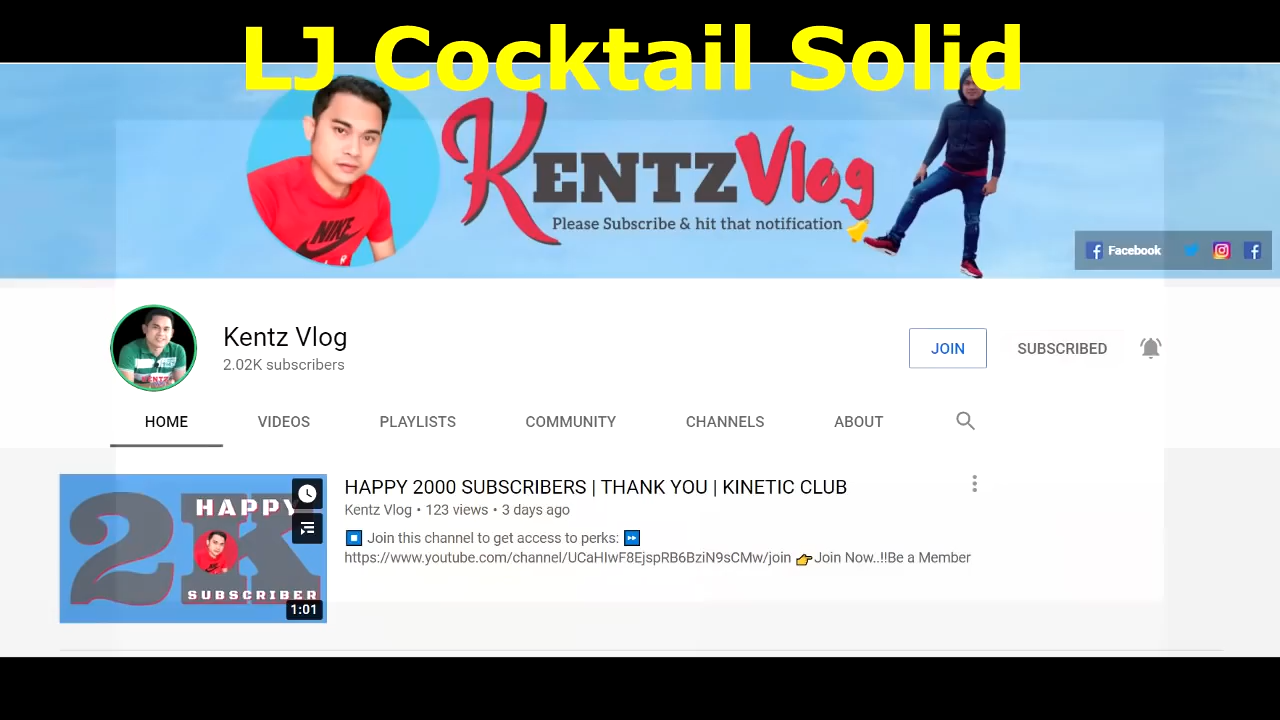 LJ Cocktail Solid
KENTZ Vlog
Please Subscribe & hit that notification
NIKE
Facebook
Kentz Vlog
2.02K subscribers
JOIN
SUBSCRIBED
HOME
VIDEOS
PLAYLISTS
COMMUNITY
CHANNELS
ABOUT
2K
HAPPY
SUBSCRIBER
1:01
HAPPY 2000 SUBSCRIBERS | THANK YOU | KINETIC CLUB
Kentz Vlog • 123 views • 3 days ago
Join this channel to get access to perks:
https://www.youtube.com/channel/UCaHIwF8EjspRB6BziN9sCMw/join 👉Join Now..!!Be a Member